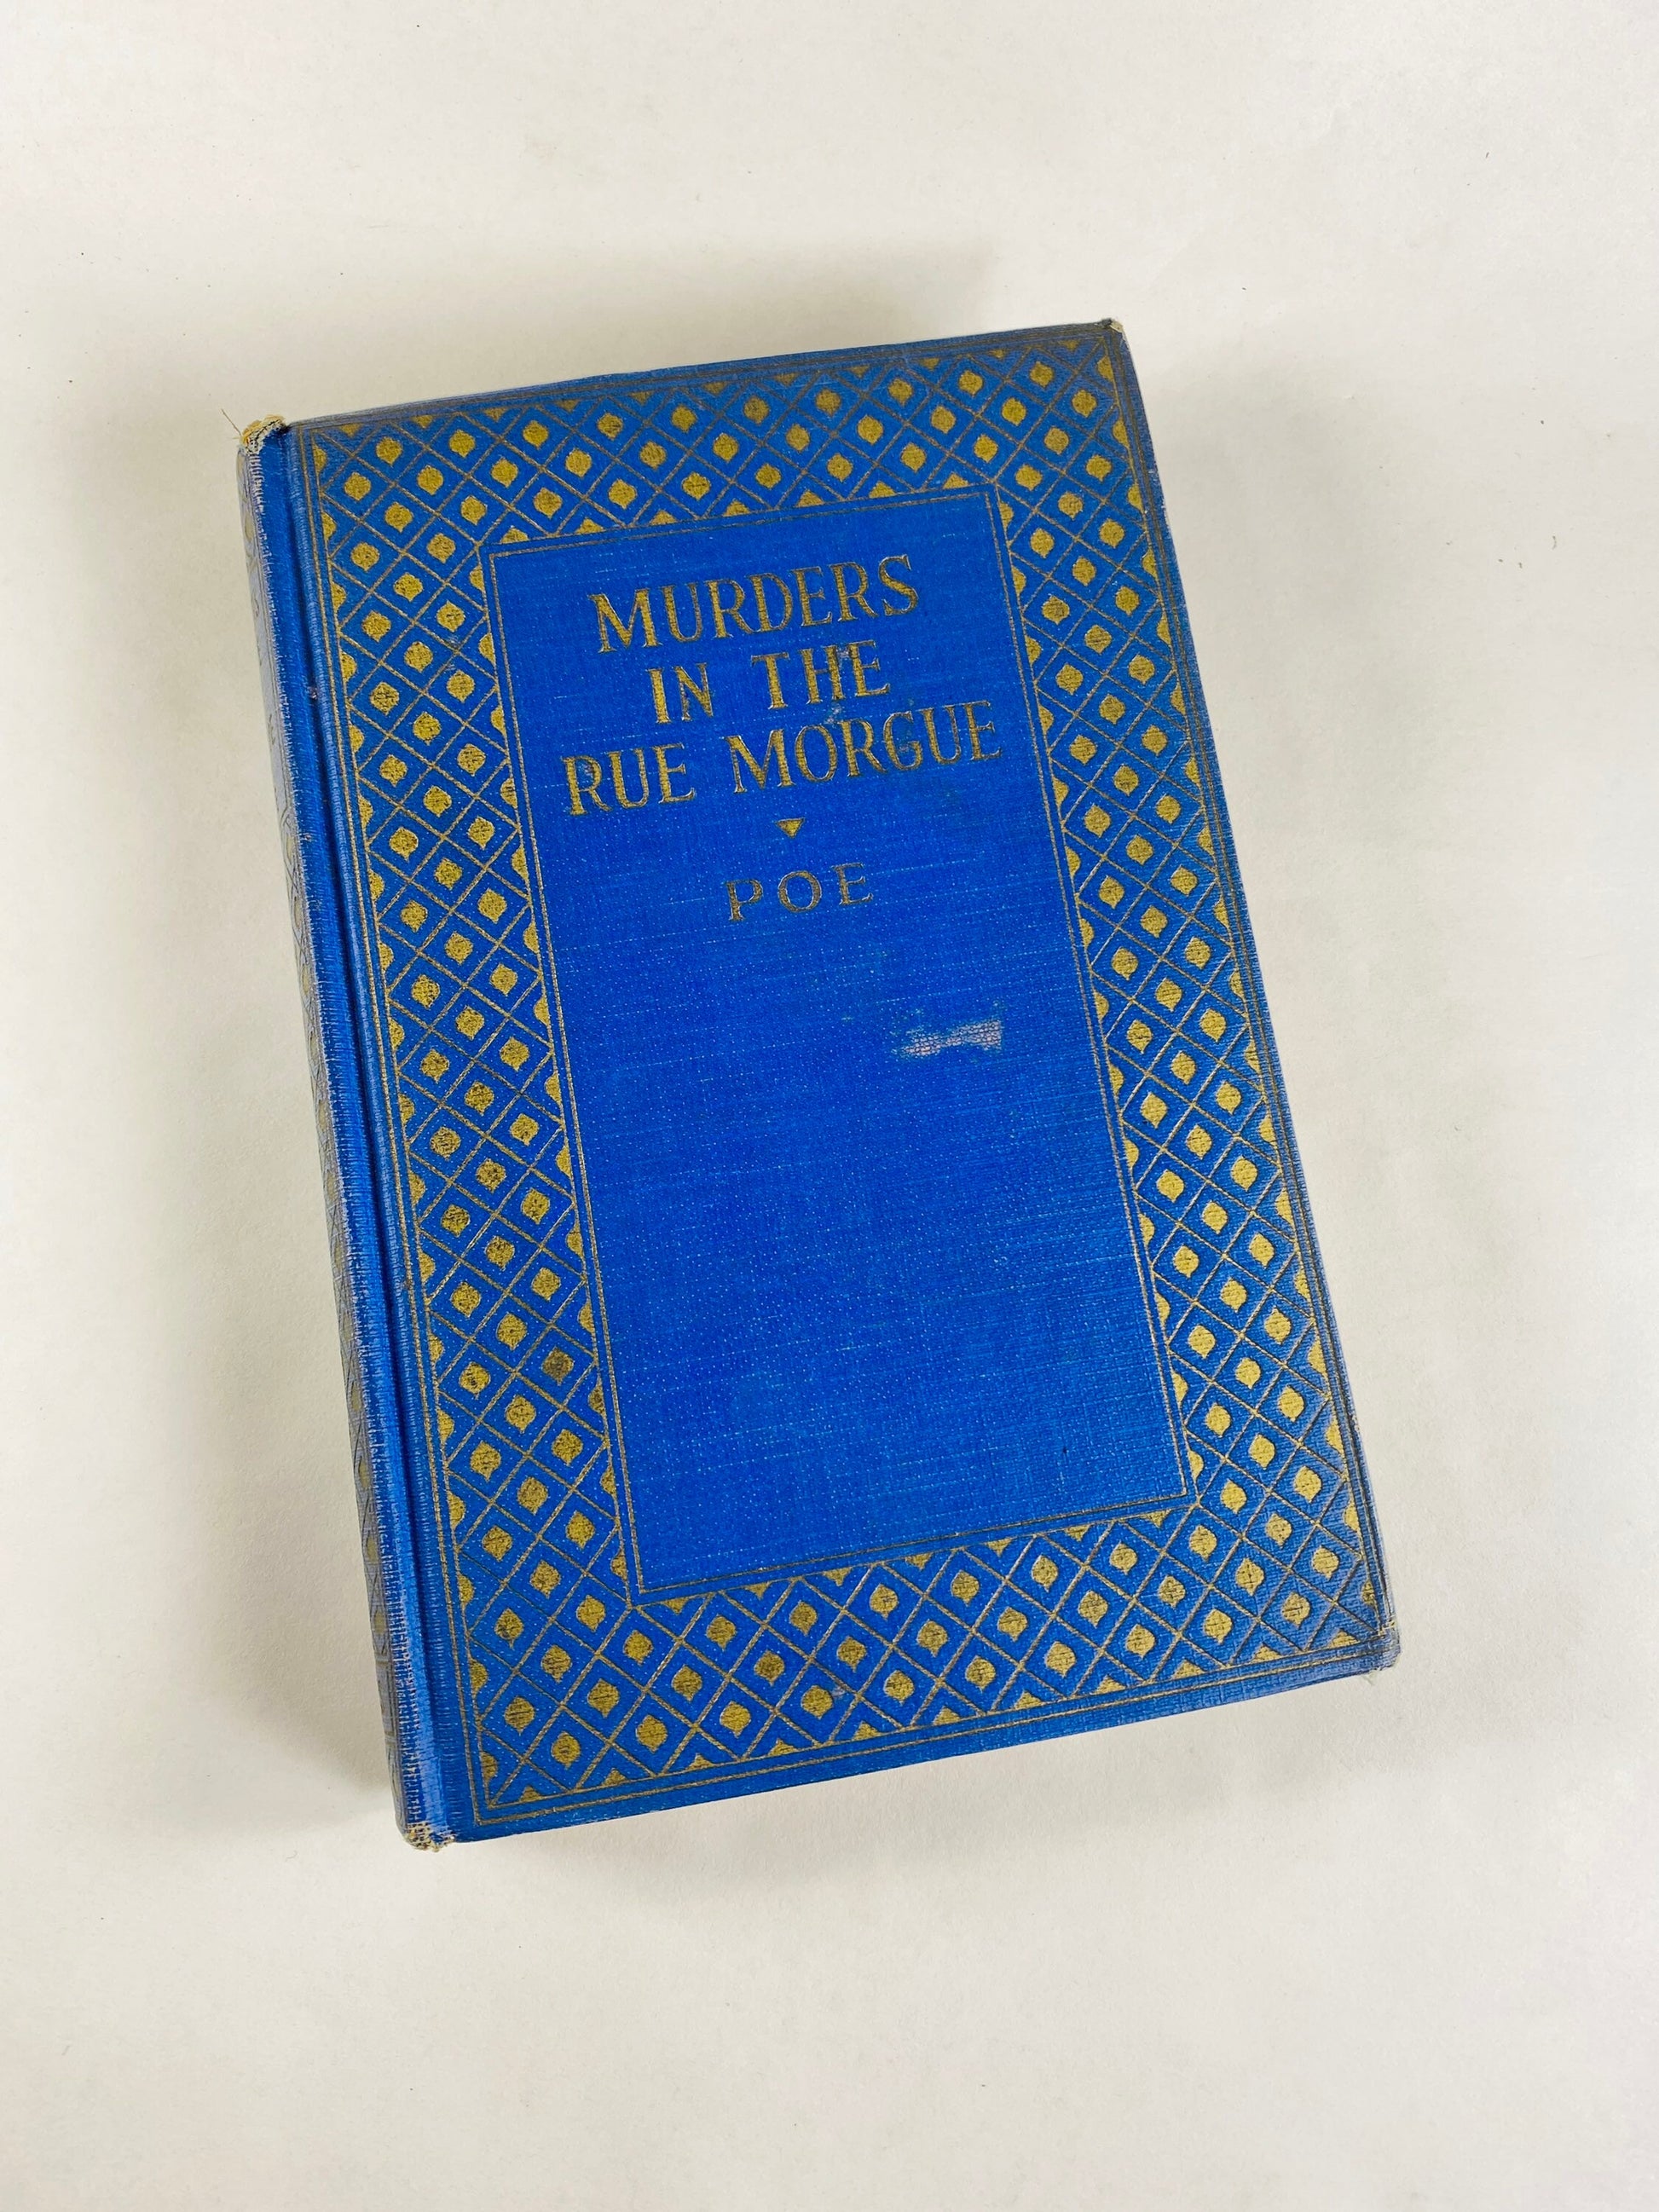 MURDERS
IN THE
RUE MORGUE
POE